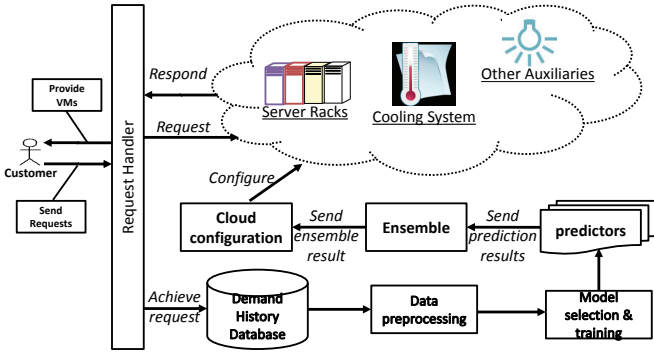 Other Auxiliaries
Respond
Server Racks
Cooling System
Provide
VMs
Request
Customer
Request Handler
Configure
Send
Requests
Cloud
configuration
Send
ensemble
result
Ensemble
Send
prediction
results
predictors
Achieve
request
Demand
History
Database
Data
preprocessing
Model
selection &
training